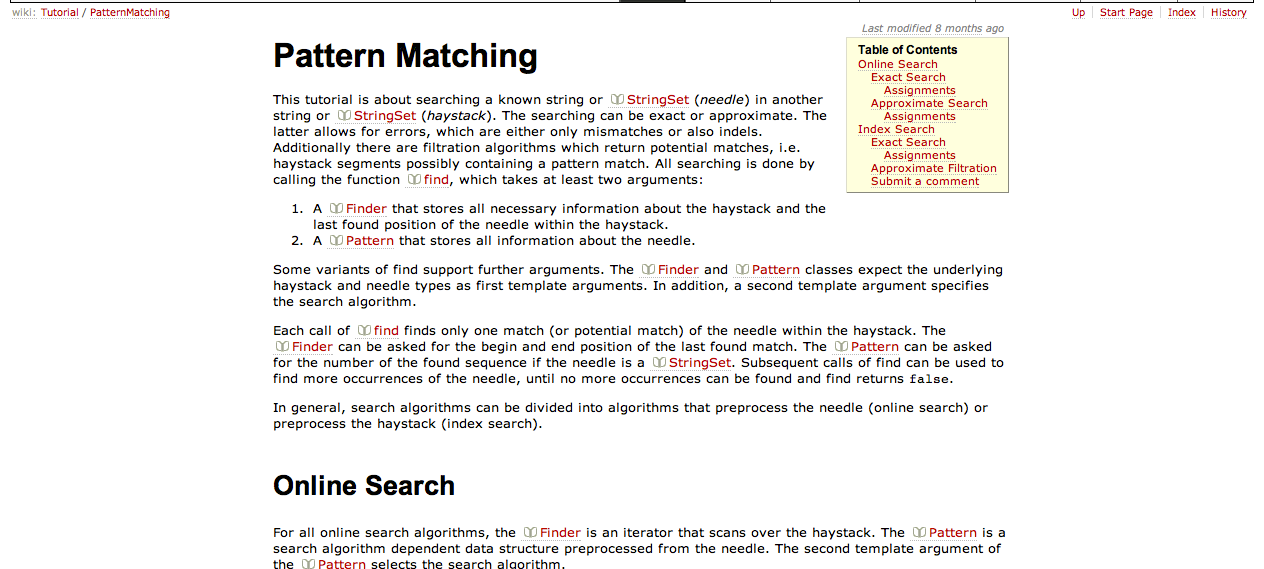 wiki: Tutorial / PatternMatching
Up Start Page Index History
Last modified 8 months ago
Pattern Matching
Table of Contents
Online Search
Exact Search
Assignments
Approximate Search
Assignments
Index Search
Exact Search
Assignments
Approximate Filtration
Submit a comment
This tutorial is about searching a known string or StringSet (needle) in another
string or StringSet (haystack). The searching can be exact or approximate. The
latter allows for errors, which are either only mismatches or also indels.
Additionally there are filtration algorithms which return potential matches, i.e.
haystack segments possibly containing a pattern match. All searching is done by
calling the function find, which takes at least two arguments:
1. A Finder that stores all necessary information about the haystack and the
last found position of the needle within the haystack.
2. A Pattern that stores all information about the needle.
Some variants of find support further arguments. The Finder and Pattern classes expect the underlying
haystack and needle types as first template arguments. In addition, a second template argument specifies
the search algorithm.
Each call of find finds only one match (or potential match) of the needle within the haystack. The
Finder can be asked for the begin and end position of the last found match. The Pattern can be asked
for the number of the found sequence if the needle is a StringSet. Subsequent calls of find can be used to
find more occurrences of the needle, until no more occurrences can be found and find returns false.
In general, search algorithms can be divided into algorithms that preprocess the needle (online search) or
preprocess the haystack (index search).
Online Search
For all online search algorithms, the Finder is an iterator that scans over the haystack. The Pattern is a
search algorithm dependent data structure preprocessed from the needle. The second template argument of
the Pattern selects the search algorithm.